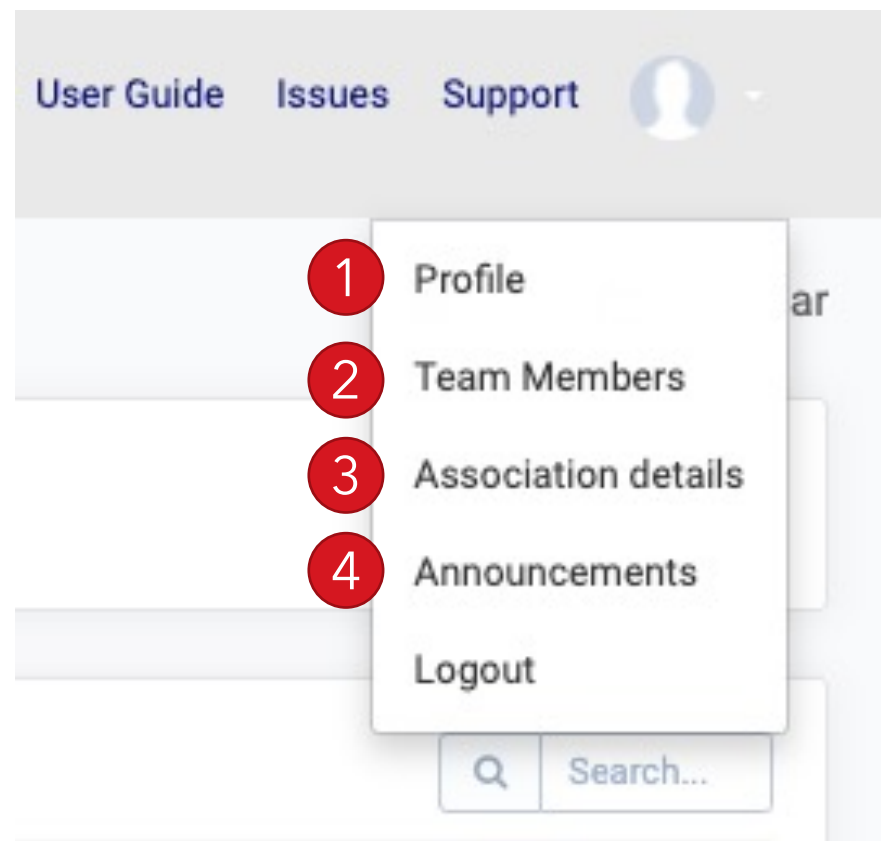 User Guide Issues Support
1 Profile
ar
2 Team Members
3 Association details
4 Announcements
Logout
Search...